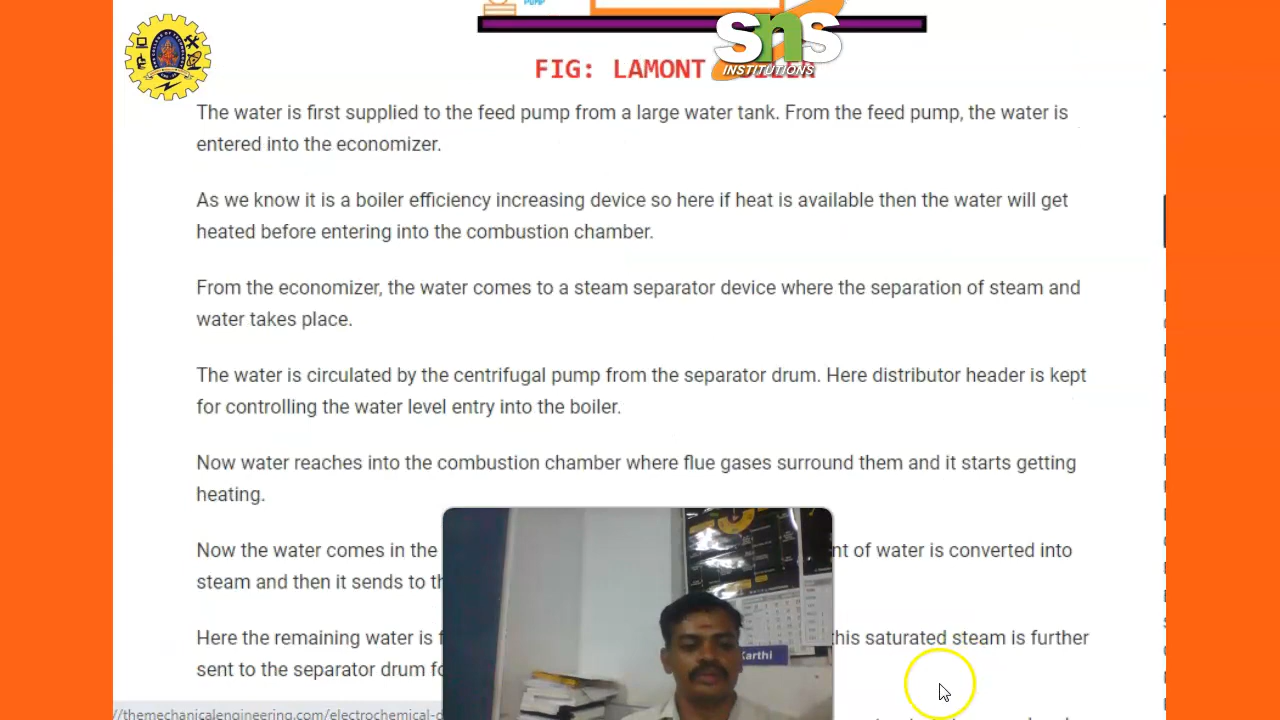 PUMP
sns
INSTITUTIONS
FIG: LAMONT
The water is first supplied to the feed pump from a large water tank. From the feed pump, the water is
entered into the economizer.
As we know it is a boiler efficiency increasing device so here if heat is available then the water will get
heated before entering into the combustion chamber.
From the economizer, the water comes to a steam separator device where the separation of steam and
water takes place.
The water is circulated by the centrifugal pump from the separator drum. Here distributor header is kept
for controlling the water level entry into the boiler.
Now water reaches into the combustion chamber where flue gases surround them and it starts getting
heating.
Now the water comes in the nt of water is converted into
steam and then it sends to th
Here the remaining water is f this saturated steam is further
sent to the separator drum fo
Karthi
//themechanicalengineering.com/electrochemical-d